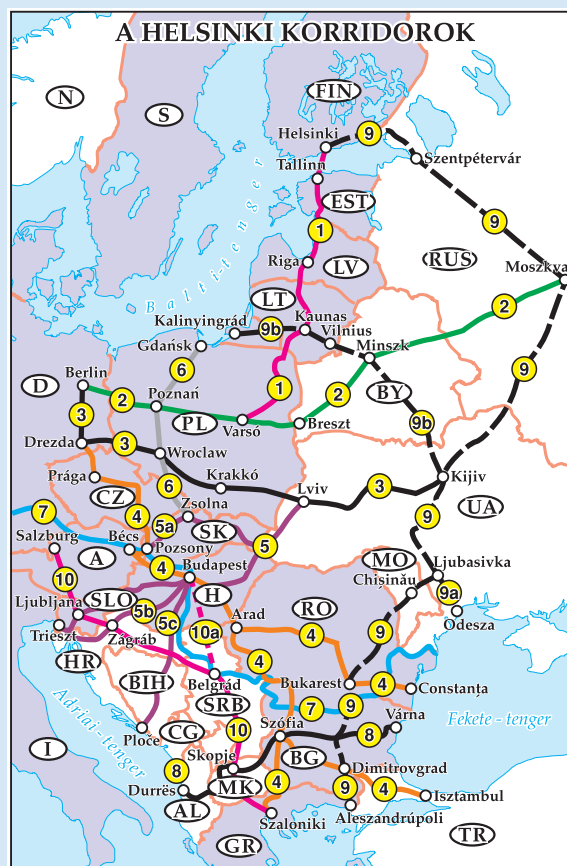 A HELSINKI KORRIDOROK
N
S
FIN
Helsinki
9
Szentpétervár
Tallinn
EST
9
1
Riga
LV
RUS
Moszkva
Balti-tenger
LT
2
Kalinyingrád
9b
Kaunas
Vilnius
Gdańsk
Minszk
6
9
D
Berlin
2
Poznań
1
2
BY
3
PL
9b
Varsó
Breszt
Drezda
3
Wroclaw
Prága
6
Krakkó
Lviv
3
Kijiv
CZ
Zsolna
UA
7
4
5a
SK
9
Salzburg
Bécs
Pozsony
5
A
4
Budapest
MO
Ljubasivka
10
H
Chişinău
9a
Ljubljana
SLO
5b
5c
10a
Arad
RO
Odesza
Trieszt
Zágráb
4
9
HR
4
BIH
Belgrád
Bukarest
4
Constanţa
SRB
7
9
Adriai-tenger
Ploče
CG
10
Szófia
8
Várna
Fekete-tenger
I
8
Skopje
BG
Dimitrovgrad
Durrës
MK
4
9
4
Isztambul
AL
Szaloniki
Aleszandrúpoli
GR
TR